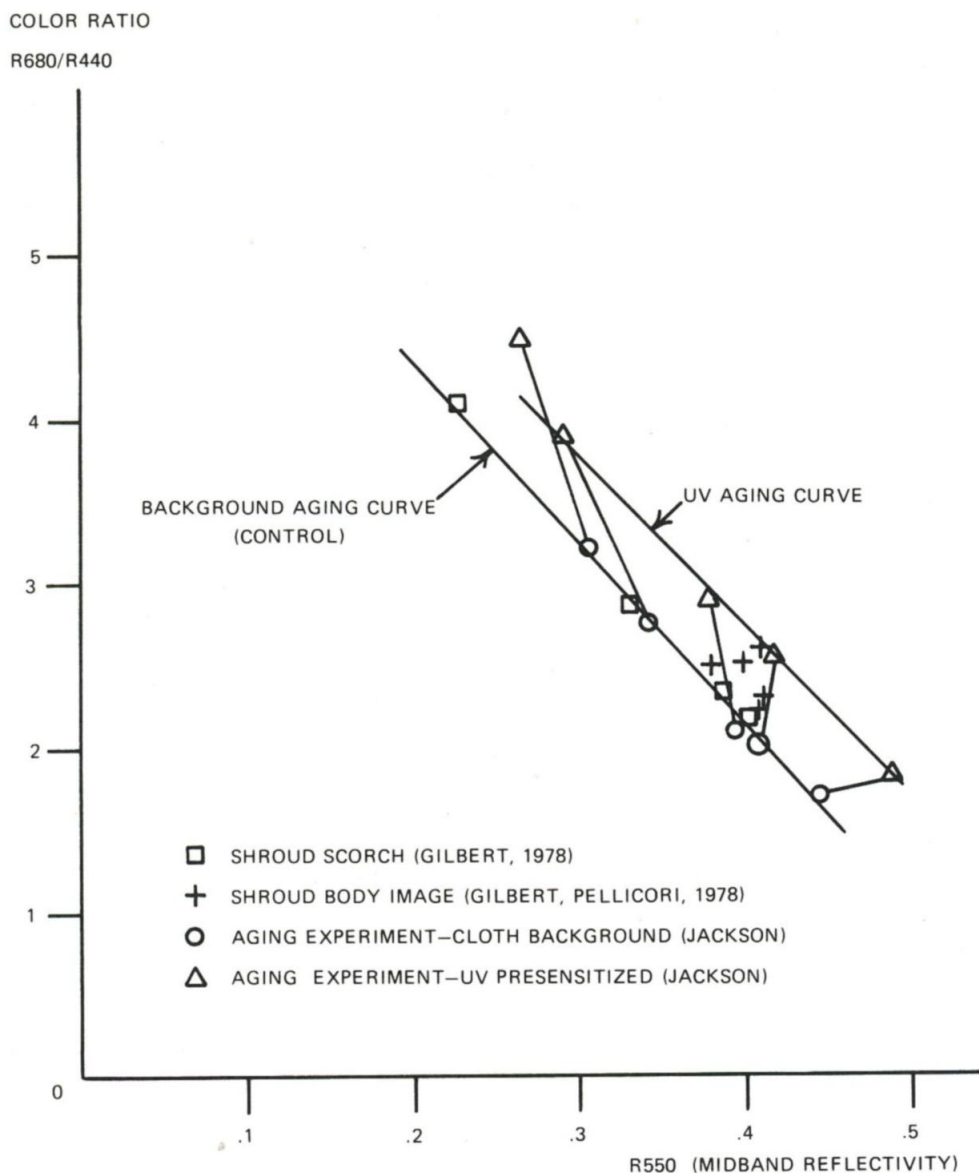 COLOR RATIO
R680/R440
5
4
BACKGROUND AGING CURVE
(CONTROL)
UV AGING CURVE
3
2
SHROUD SCORCH (GILBERT, 1978)
SHROUD BODY IMAGE (GILBERT, PELLICORI, 1978)
AGING EXPERIMENT–CLOTH BACKGROUND (JACKSON)
AGING EXPERIMENT–UV PRESENSITIZED (JACKSON)
1
0
.1
.2
.3
.4
.5
R550 (MIDBAND REFLECTIVITY)